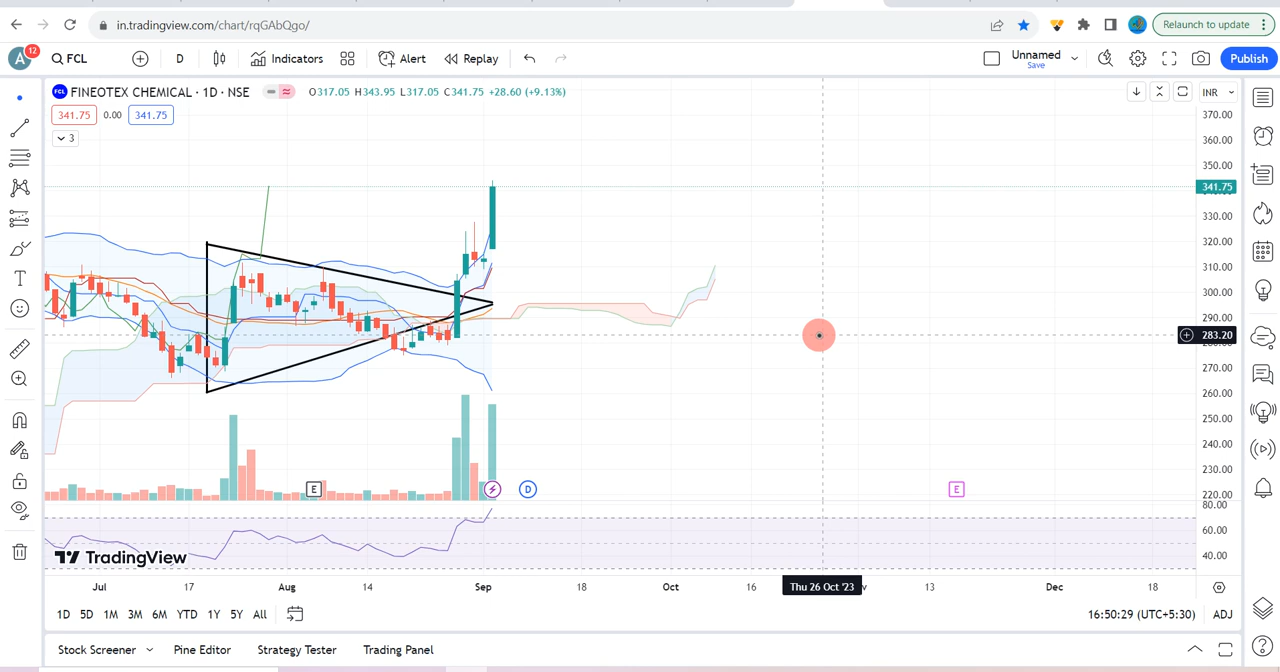 in.tradingview.com/chart/rqGAbQgo/
Relaunch to update
A 12 FCL D Indicators Alert Replay Unnamed Save Publish
FCL FINEOTEX CHEMICAL · 1D · NSE O317.05 H343.95 L317.05 C341.75 +28.60 (+9.13%)
INR
341.75 0.00 341.75
3
370.00
360.00
350.00
341.75
330.00
320.00
310.00
300.00
290.00
283.20
270.00
260.00
250.00
240.00
230.00
220.00
E D E
80.00
60.00
40.00
TradingView
Jul 17 Aug 14 Sep 18 Oct 16 Thu 26 Oct '23 13 Dec 18
1D 5D 1M 3M 6M YTD 1Y 5Y All 16:50:29 (UTC+5:30) ADJ
Stock Screener Pine Editor Strategy Tester Trading Panel